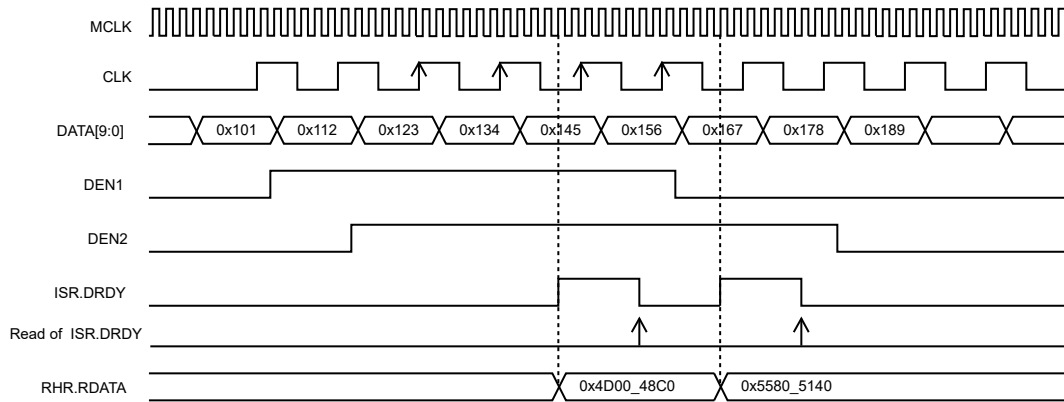 MCLK
CLK
DATA[9:0] 0x101 0x112 0x123 0x134 0x145 0x156 0x167 0x178 0x189
DEN1
DEN2
ISR.DRDY
Read of ISR.DRDY
RHR.RDATA 0x4D00_48C0 0x5580_5140